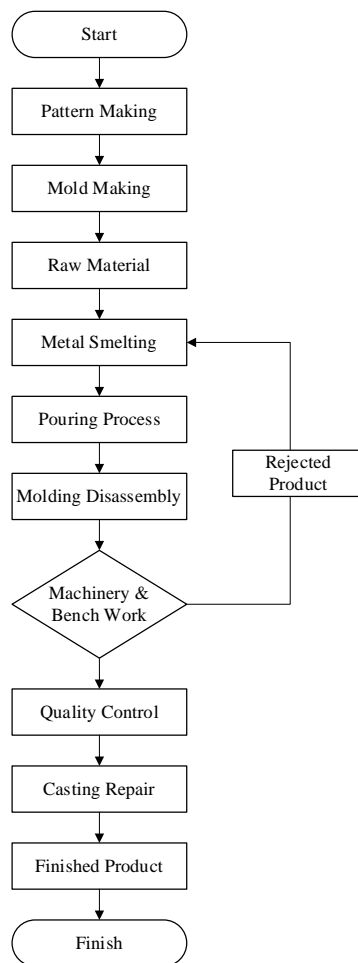 Start
Pattern Making
Mold Making
Raw Material
Metal Smelting
Pouring Process
Rejected
Product
Molding Disassembly
Machinery &
Bench Work
Quality Control
Casting Repair
Finished Product
Finish